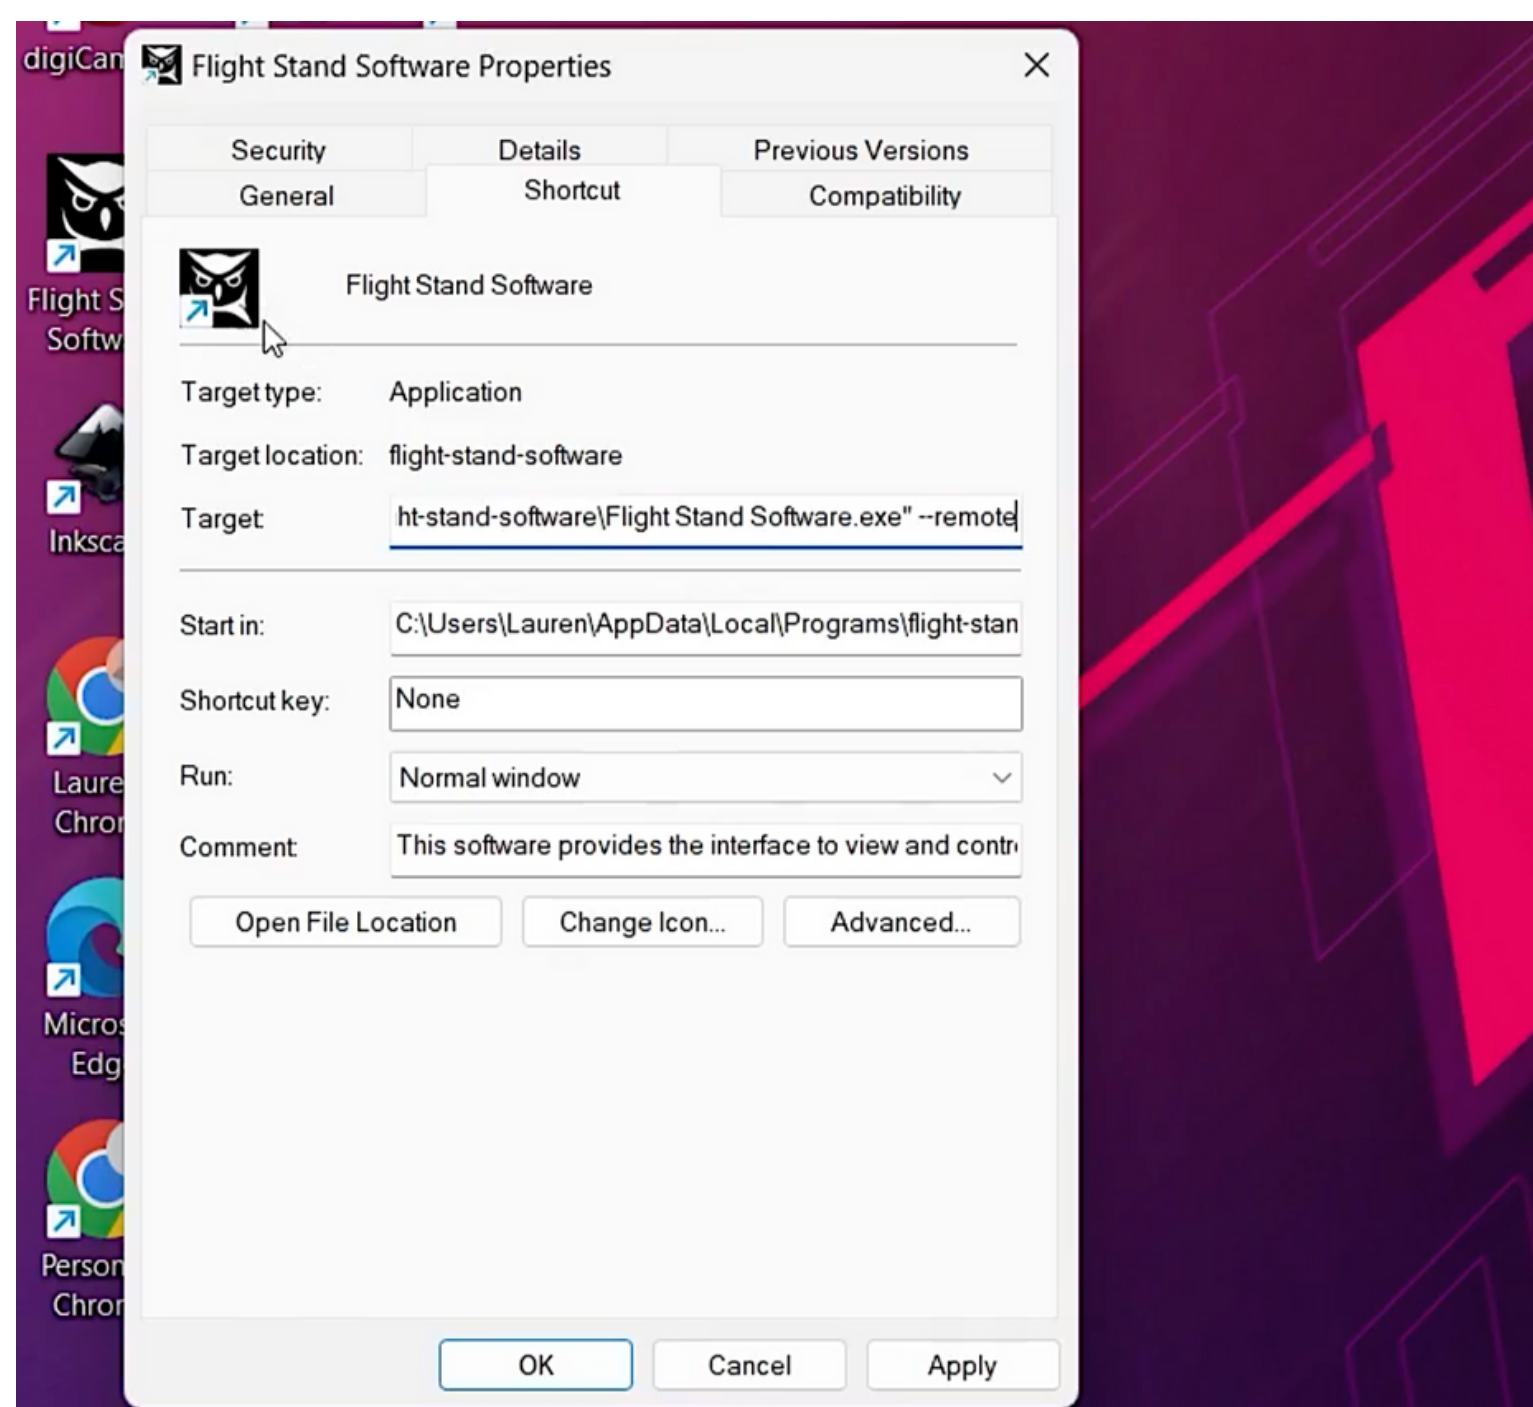 digiCam
Flight Stand Software Properties
Security Details Previous Versions
General Shortcut Compatibility
Flight Stand Software
Target type: Application
Target location: flight-stand-software
Target: ht-stand-software\Flight Stand Software.exe" --remote
Start in: C:\Users\Lauren\AppData\Local\Programs\flight-stan
Shortcut key: None
Run: Normal window
Comment: This software provides the interface to view and contr
Open File Location Change Icon... Advanced...
OK Cancel Apply
Flight S
Softw
Inksca
Laure
Chror
Micros
Edg
Person
Chror